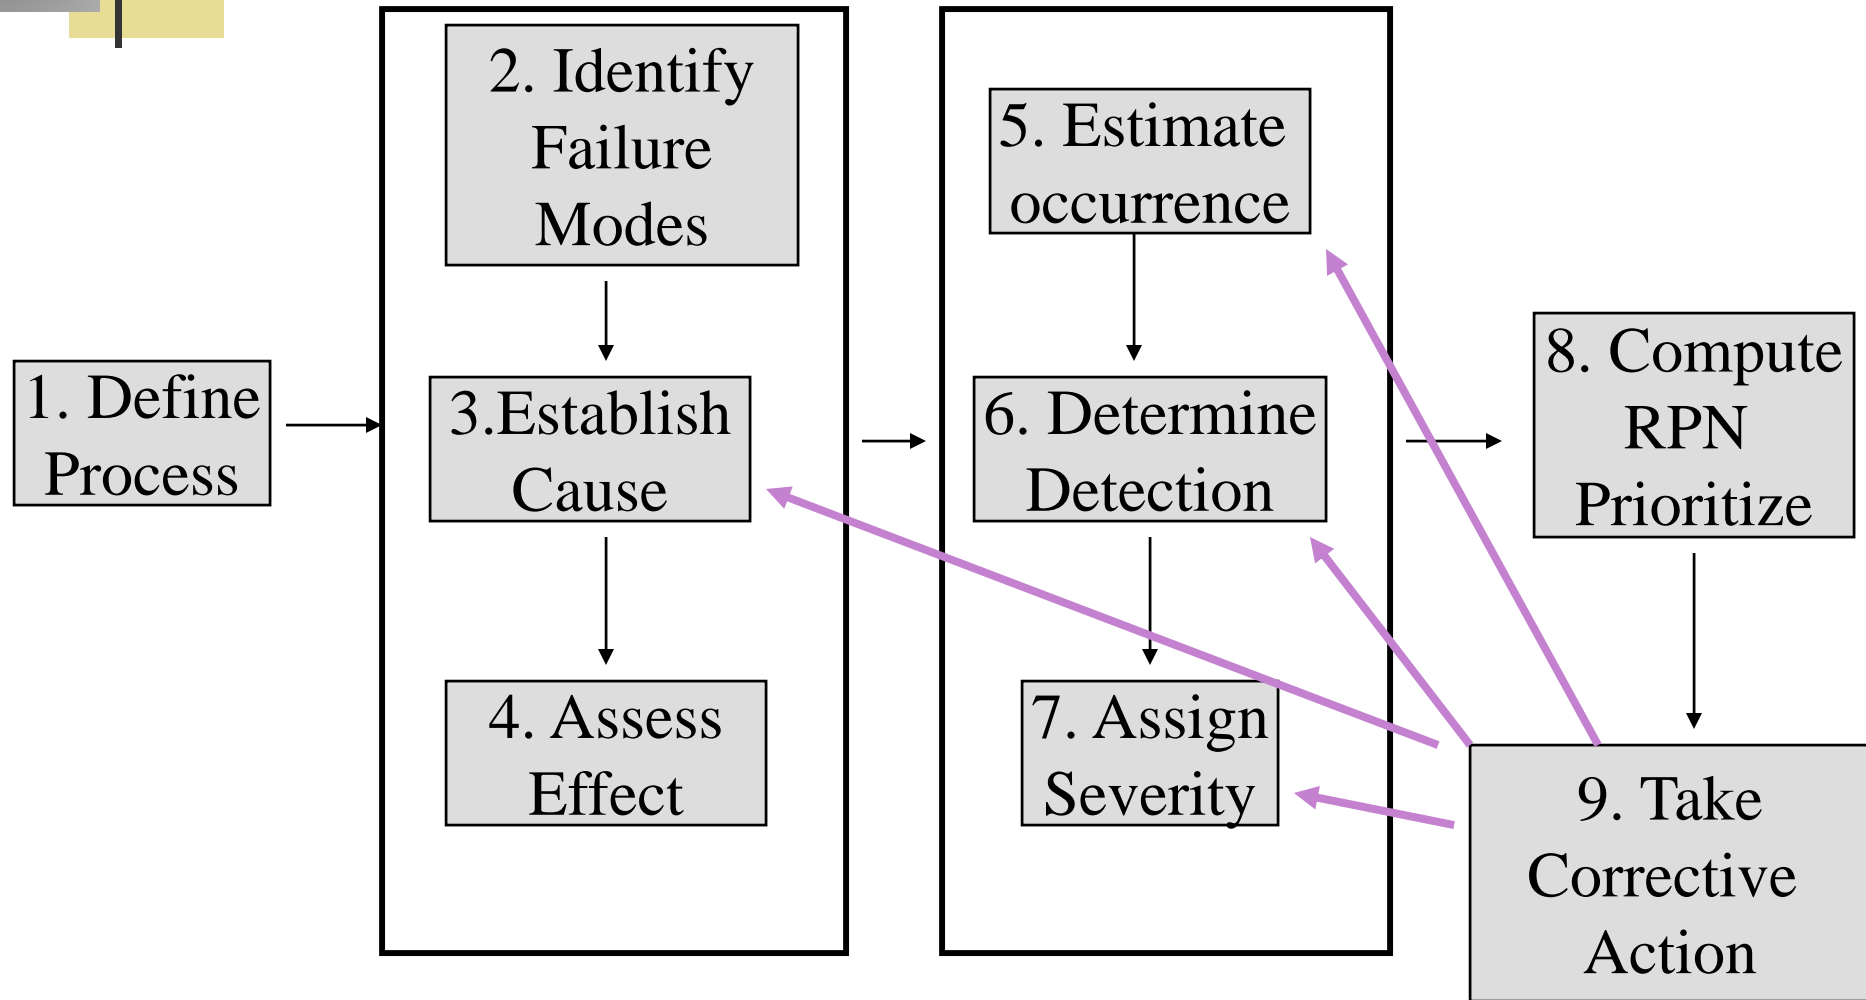 1. Define
Process
2. Identify
Failure
Modes
3.Establish
Cause
4. Assess
Effect
5. Estimate
occurrence
6. Determine
Detection
7. Assign
Severity
8. Compute
RPN
Prioritize
9. Take
Corrective
Action